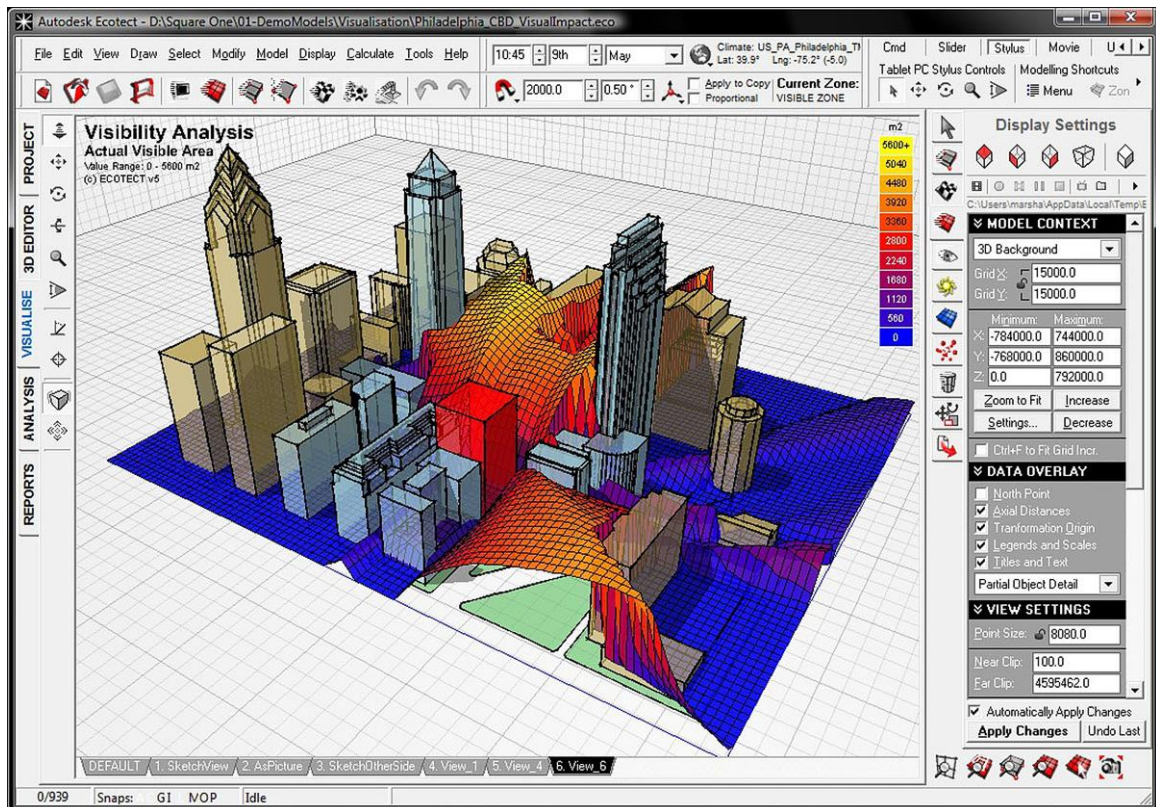 Autodesk Ecotect - D:\Square One\01-DemoModels\Visualisation\Philadelphia_CBD_VisualImpact.eco
File Edit View Draw Select Modify Model Display Calculate Tools Help
10:45 9th May
Climate: US_PA_Philadelphia_
Lat: 39.9° Lng: -75.2° (-5.0)
Cmd Slider Stylus Movie U
Tablet PC Stylus Controls Modelling Shortcuts
Menu Zon
2000.0 0.50 °
Apply to Copy
Proportional
Current Zone:
VISIBLE ZONE
PROJECT
3D EDITOR
VISUALISE
ANALYSIS
REPORTS
Visibility Analysis
Actual Visible Area
Value Range: 0 - 5600 m2
(c) ECOTECT v5
m2
5600+
5040
4480
3920
3360
2800
2240
1680
1120
560
0
Display Settings
C:\Users\marsha\AppData\Local\Temp\E
MODEL CONTEXT
3D Background
Grid X: 15000.0
Grid Y: 15000.0
Minimum: Maximum:
X: -784000.0 744000.0
Y: -768000.0 860000.0
Z: 0.0 792000.0
Zoom to Fit Increase
Settings... Decrease
Ctrl+F to Fit Grid Incr.
DATA OVERLAY
North Point
Axial Distances
Tranformation Origin
Legends and Scales
Titles and Text
Partial Object Detail
VIEW SETTINGS
Point Size: 8080.0
Near Clip: 100.0
Far Clip: 4595462.0
Automatically Apply Changes
Apply Changes Undo Last
DEFAULT 1. SketchView 2. AsPicture 3. SketchOtherSide 4. View_1 5. View_4 6. View_6
0/939 Snaps: GI Idle